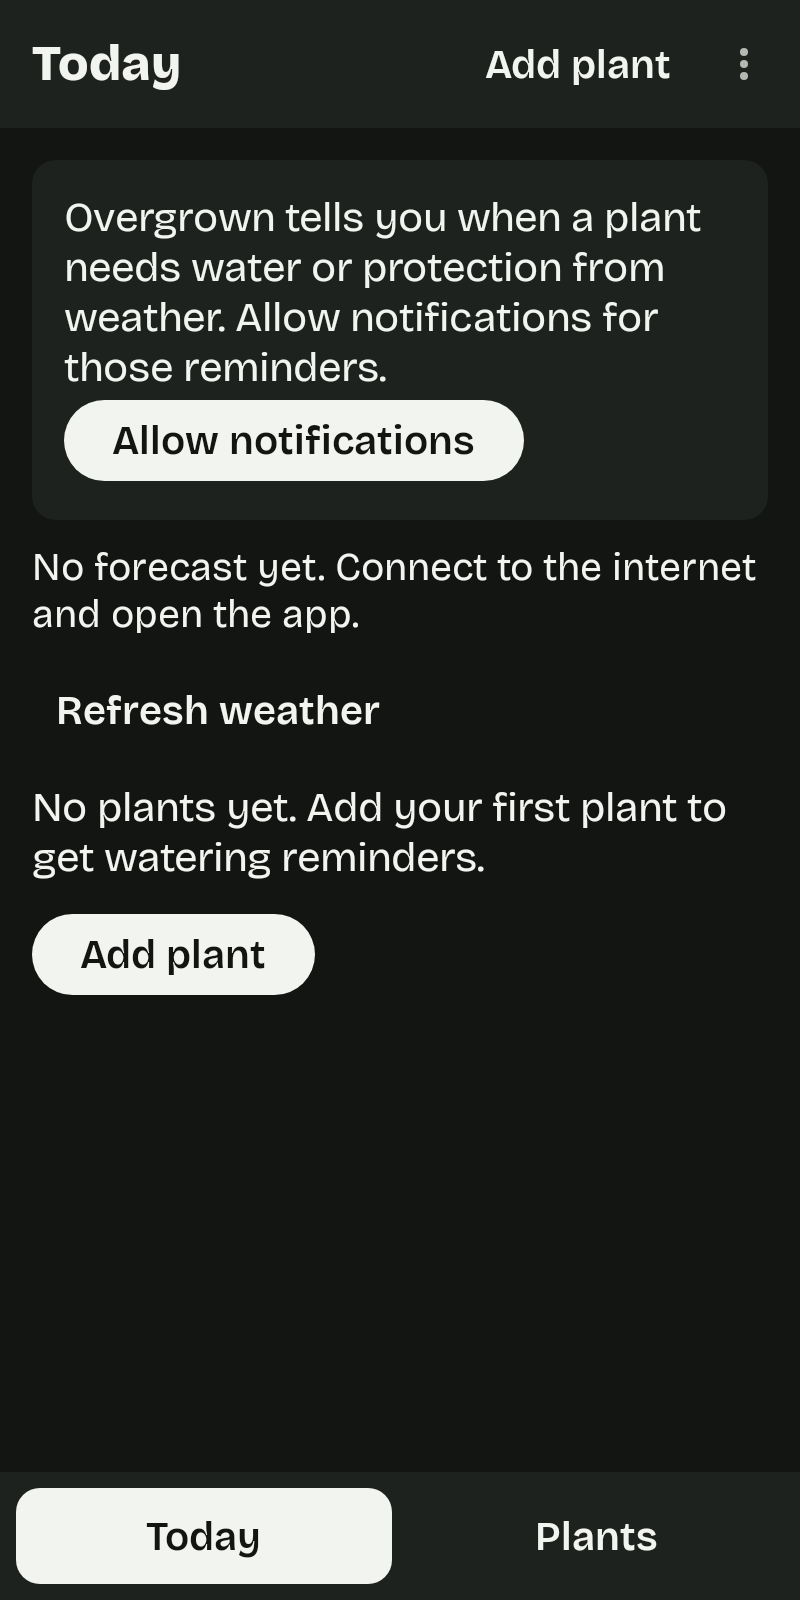 Today
Add plant
Overgrown tells you when a plant
needs water or protection from
weather. Allow notifications for
those reminders.
Allow notifications
No forecast yet. Connect to the internet
and open the app.
Refresh weather
No plants yet. Add your first plant to
get watering reminders.
Add plant
Today
Plants